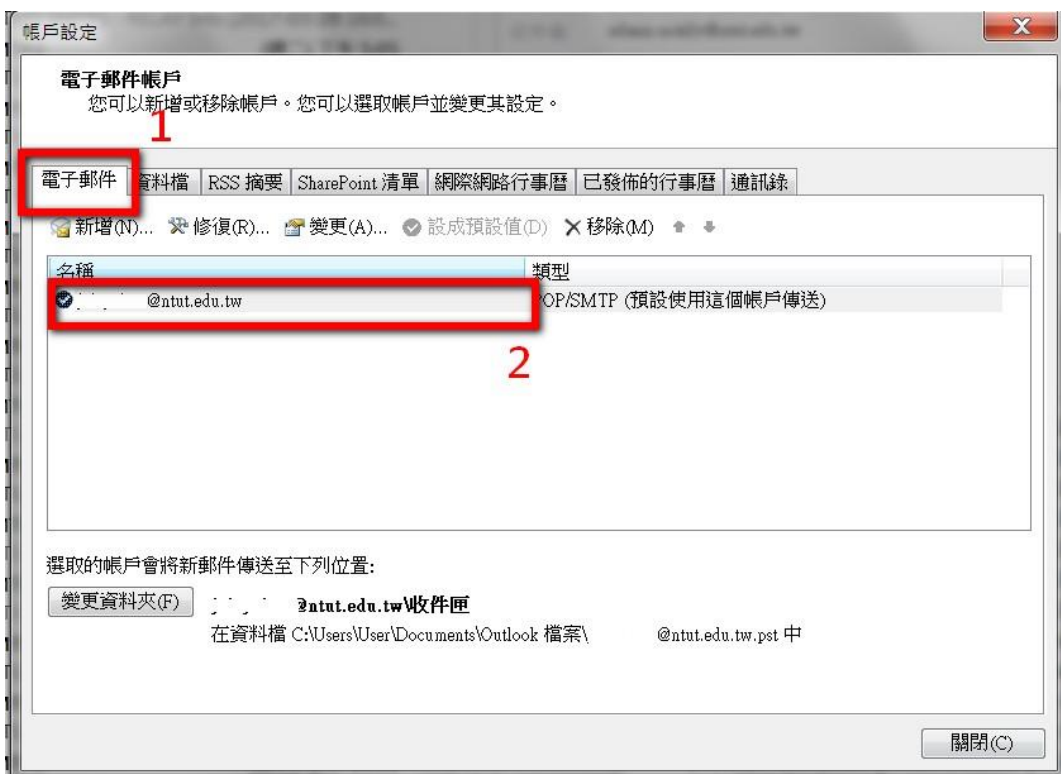 帳戶設定
電子郵件帳戶
您可以新增或移除帳戶。您可以選取帳戶並變更其設定。
1
電子郵件 資料檔 RSS 摘要 SharePoint 清單 網際網路行事曆 已發佈的行事曆 通訊錄
新增(N)... 修復(R)... 變更(A)... 設成預設值(D) 移除(M)
名稱 類型
@ntut.edu.tw POP/SMTP (預設使用這個帳戶傳送)
2
選取的帳戶會將新郵件傳送至下列位置:
變更資料夾(F) @ntut.edu.tw\收件匣
在資料檔 C:\Users\User\Documents\Outlook 檔案\ @ntut.edu.tw.pst 中
關閉(C)